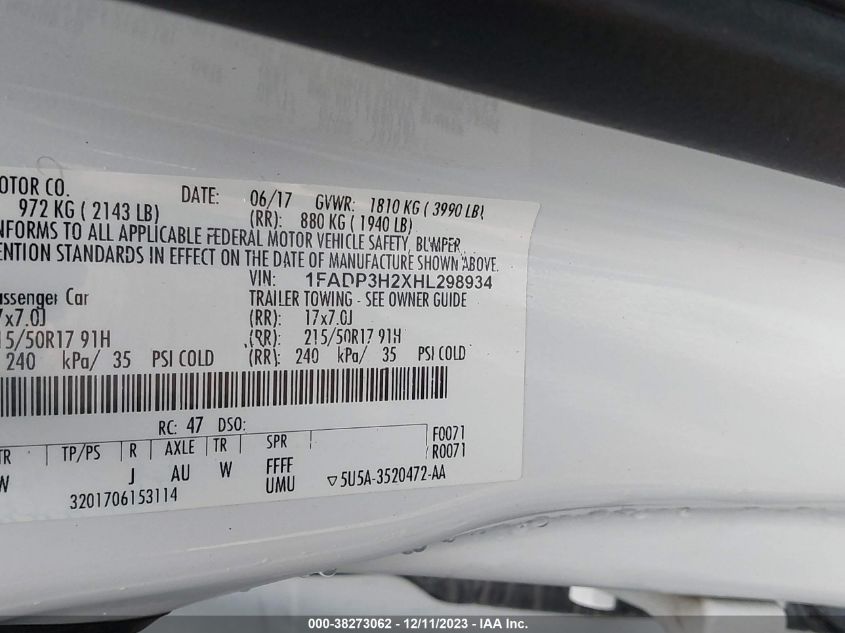 OTOR CO.
DATE: 06/17 GVWR: 1810 KG ( 3990 LB)
972 KG ( 2143 LB) (RR): 880 KG ( 1940 LB)
NFORMS TO ALL APPLICABLE FEDERAL MOTOR VEHICLE SAFETY, BUMPER,
ENTION STANDARDS IN EFFECT ON THE DATE OF MANUFACTURE SHOWN ABOVE.
VIN: 1FADP3H2XHL298934
assenger Car TRAILER TOWING - SEE OWNER GUIDE
7x7.0J (RR): 17x7.0J
15/50R17 91H (RR): 215/50R17 91H
240 kPa/ 35 PSI COLD (RR): 240 kPa/ 35 PSI COLD
RC: 47 DSO:
TR TP/PS R AXLE TR SPR F0071
R0071
W J AU W FFFF
UMU 5U5A-3520472-AA
3201706153114
000-38273062 - 12/11/2023 - IAA Inc.